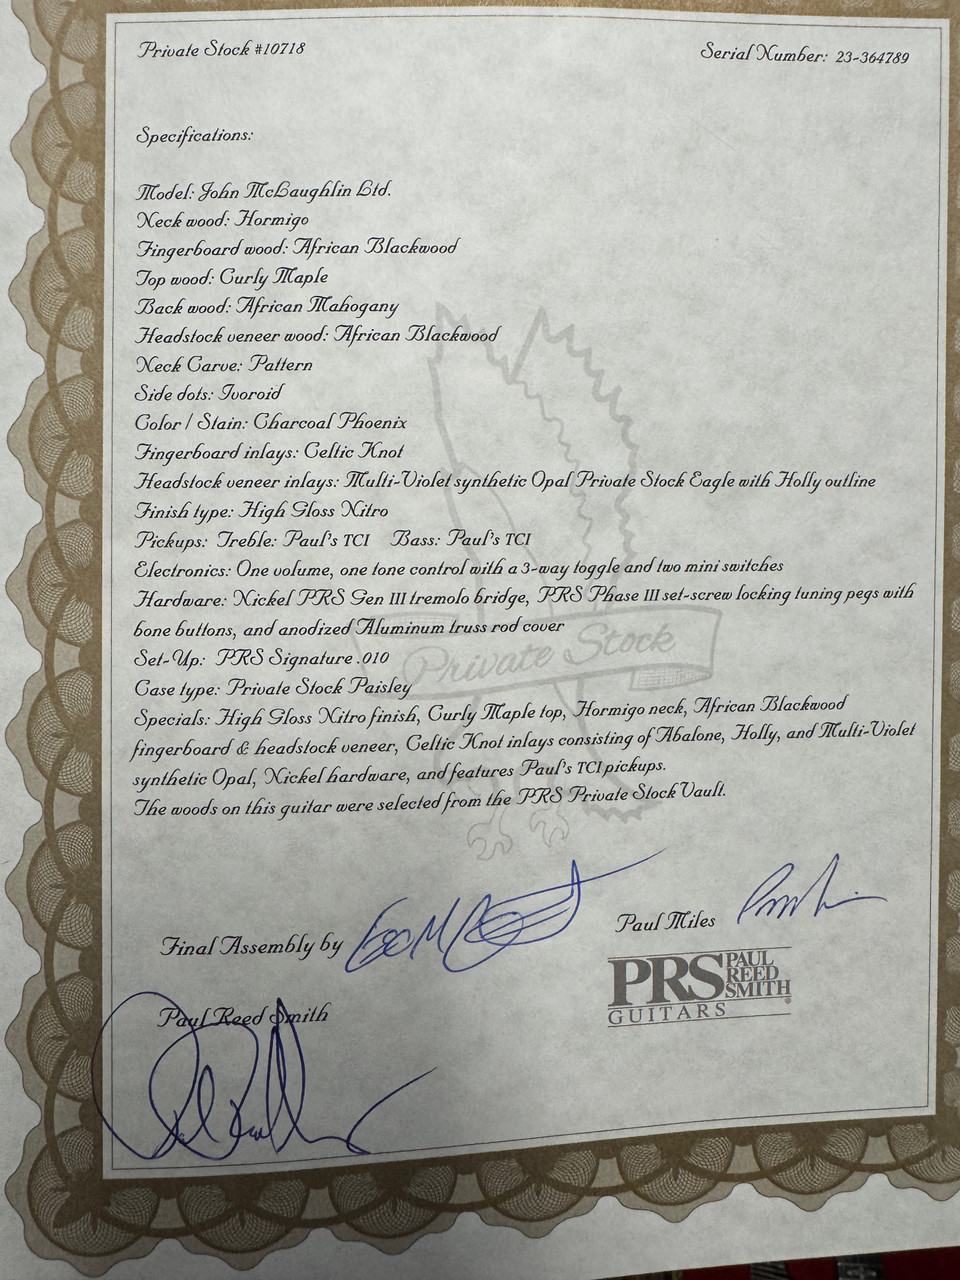 Private Stock #10718
Serial Number: 23-364789
Specifications:
Model: John McLaughlin Ltd.
Neck wood: Hormigo
Fingerboard wood: African Blackwood
Top wood: Curly Maple
Back wood: African Mahogany
Headstock veneer wood: African Blackwood
Neck Carve: Pattern
Side dots: Ivoroid
Color / Stain: Charcoal Phoenix
Fingerboard inlays: Celtic Knot
Headstock veneer inlays: Multi-Violet synthetic Opal Private Stock Eagle with Holly outline
Finish type: High Gloss Nitro
Pickups: Treble: Paul's TCI Bass: Paul's TCI
Electronics: One volume, one tone control with a 3-way toggle and two mini switches
Hardware: Nickel PRS Gen III tremolo bridge, PRS Phase III set-screw locking tuning pegs with
bone buttons, and anodized Aluminum truss rod cover
Set-Up: PRS Signature .010
Case type: Private Stock Paisley
Specials: High Gloss Nitro finish, Curly Maple top, Hormigo neck, African Blackwood
fingerboard & headstock veneer, Celtic Knot inlays consisting of Abalone, Holly, and Multi-Violet
synthetic Opal, Nickel hardware, and features Paul's TCI pickups.
The woods on this guitar were selected from the PRS Private Stock Vault.
Private Stock
Final Assembly by
Paul Miles
PRS PAUL REED SMITH
GUITARS
Paul Reed Smith